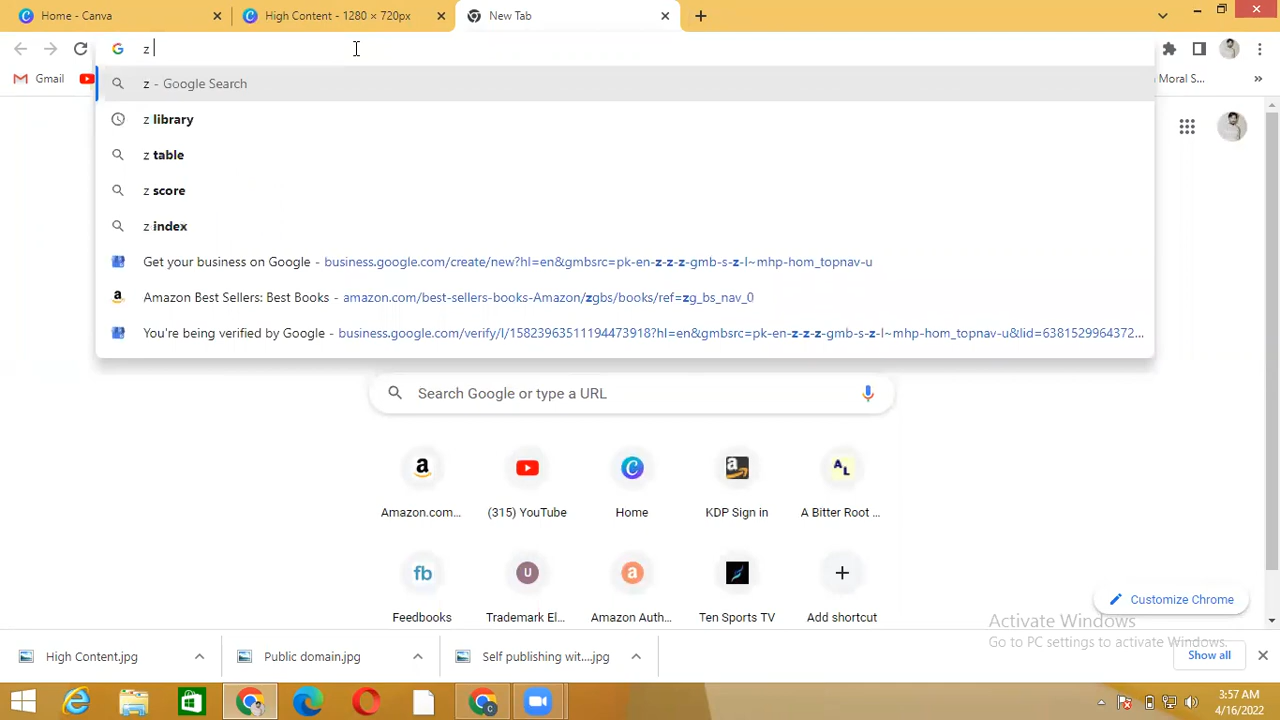 Home - Canva
High Content - 1280 × 720px
New Tab
z
Gmail
Moral S...
z - Google Search
z library
z table
z score
z index
Get your business on Google - business.google.com/create/new?hl=en&gmbsrc=pk-en-z-z-z-gmb-s-z-l~mhp-hom_topnav-u
Amazon Best Sellers: Best Books - amazon.com/best-sellers-books-Amazon/zgbs/books/ref=zg_bs_nav_0
You're being verified by Google - business.google.com/verify/l/15823963511194473918?hl=en&gmbsrc=pk-en-z-z-z-gmb-s-z-l~mhp-hom_topnav-u&lid=6381529964372...
Search Google or type a URL
Amazon.com...
(315) YouTube
Home
KDP Sign in
A Bitter Root ...
Feedbooks
Trademark El...
Amazon Auth...
Ten Sports TV
Add shortcut
Customize Chrome
Activate Windows
Go to PC settings to activate Windows.
High Content.jpg
Public domain.jpg
Self publishing wit....jpg
Show all
3:57 AM
4/16/2022